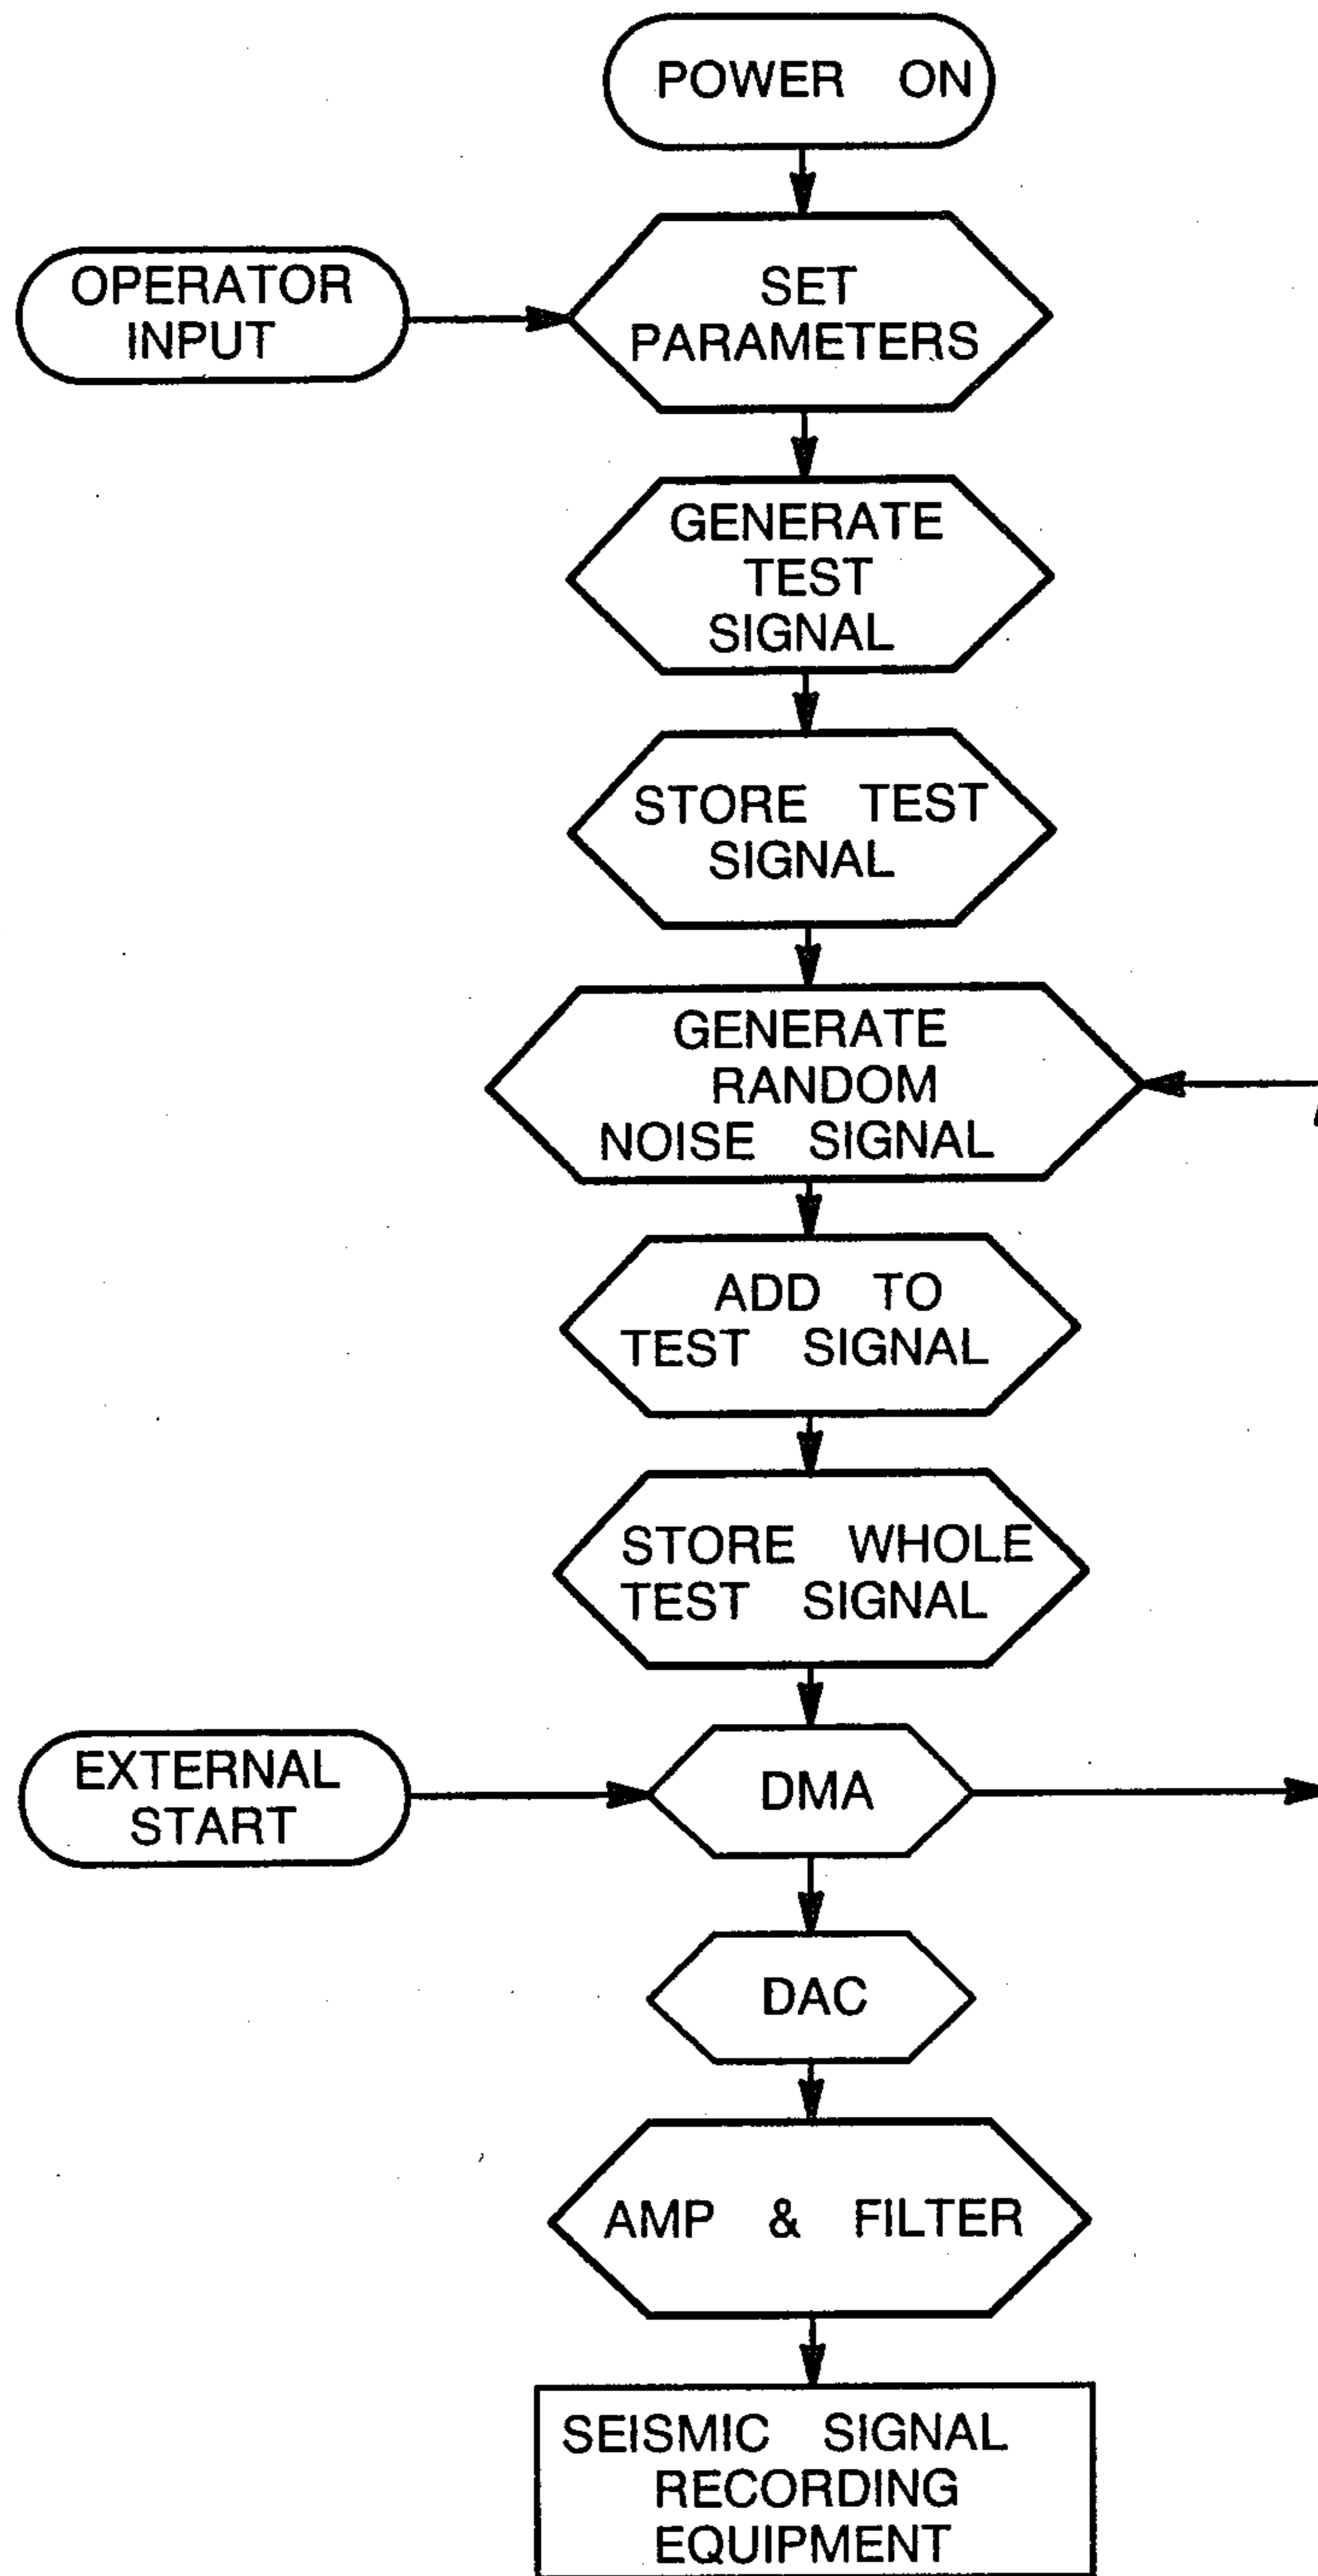 POWER ON
OPERATOR
INPUT
SET
PARAMETERS
GENERATE
TEST
SIGNAL
STORE TEST
SIGNAL
GENERATE
RANDOM
NOISE SIGNAL
ADD TO
TEST SIGNAL
STORE WHOLE
TEST SIGNAL
EXTERNAL
START
DMA
DAC
AMP & FILTER
SEISMIC SIGNAL
RECORDING
EQUIPMENT